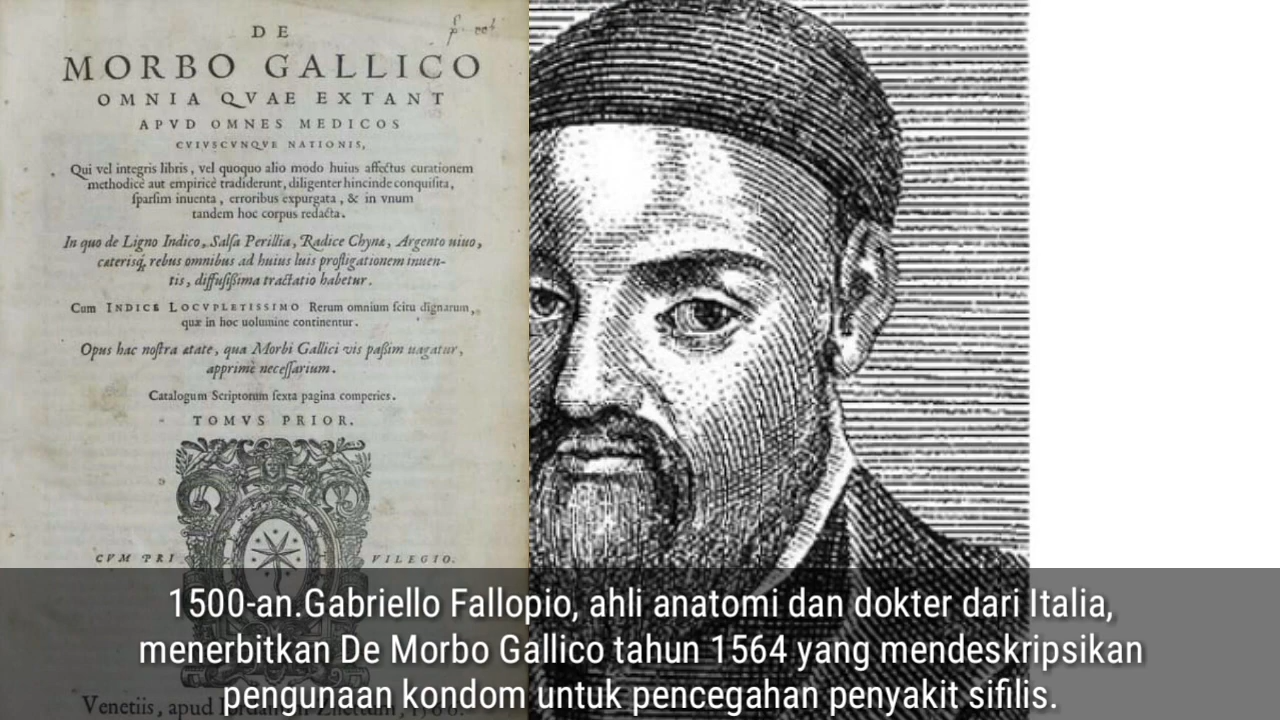 DE
MORBO GALLICO
OMNIA QVAE EXTANT
APVD OMNES MEDICOS
CVIVSCVNQVE NATIONIS,
Qui vel integris libris, vel quoquo alio modo huius affectus curationem
methodicè aut empiricè tradiderunt, diligenter hincinde conquisita,
sparsim inuenta, erroribus expurgata, & in vnum
tandem hoc corpus redacta.
In quo de Ligno Indico, Salsa Perillia, Radice Chynæ, Argento uiuo,
cæterisq́; rebus omnibus ad huius luis profligationem inuen-
tis, diffusissima tractatio habetur.
Cum INDICE LOCVPLETISSIMO Rerum omnium scitu dignarum,
quæ in hoc uolumine continentur.
Opus hac nostra ætate, qua Morbi Gallici vis passim uagatur,
apprimè necessarium.
Catalogum Scriptorum sexta pagina comperies.
TOMVS PRIOR.
CVM PRI VILEGIO.
1500-an.Gabriello Fallopio, ahli anatomi dan dokter dari Italia,
menerbitkan De Morbo Gallico tahun 1564 yang mendeskripsikan
pengunaan kondom untuk pencegahan penyakit sifilis.
Venetiis, apud